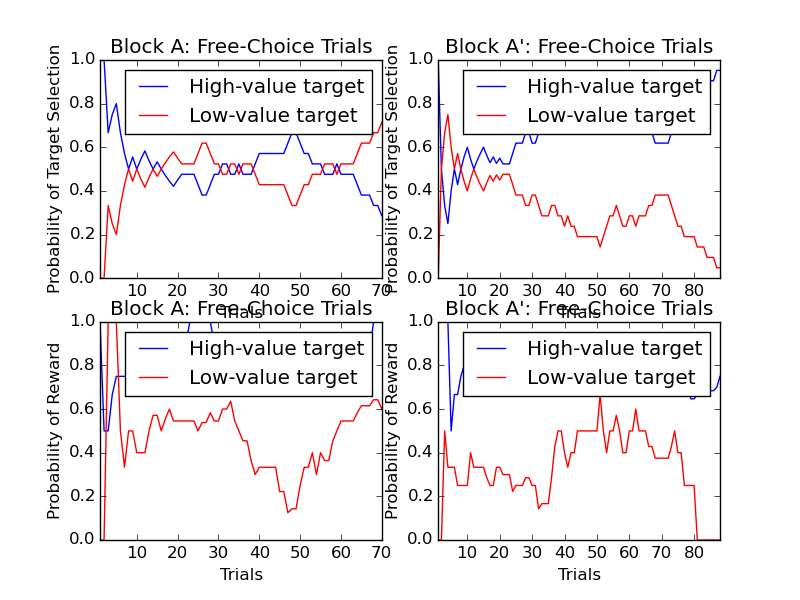 Block A: Free-Choice Trials
Block A': Free-Choice Trials
Probability of Target Selection
1.0
0.8
0.6
0.4
0.2
0.0
High-value target
Low-value target
10 20 30 40 50 60 70
Trials
Probability of Target Selection
1.0
0.8
0.6
0.4
0.2
0.0
High-value target
Low-value target
10 20 30 40 50 60 70 80
Trials
Block A: Free-Choice Trials
Block A': Free-Choice Trials
Probability of Reward
1.0
0.8
0.6
0.4
0.2
0.0
High-value target
Low-value target
10 20 30 40 50 60 70
Trials
Probability of Reward
1.0
0.8
0.6
0.4
0.2
0.0
High-value target
Low-value target
10 20 30 40 50 60 70 80
Trials